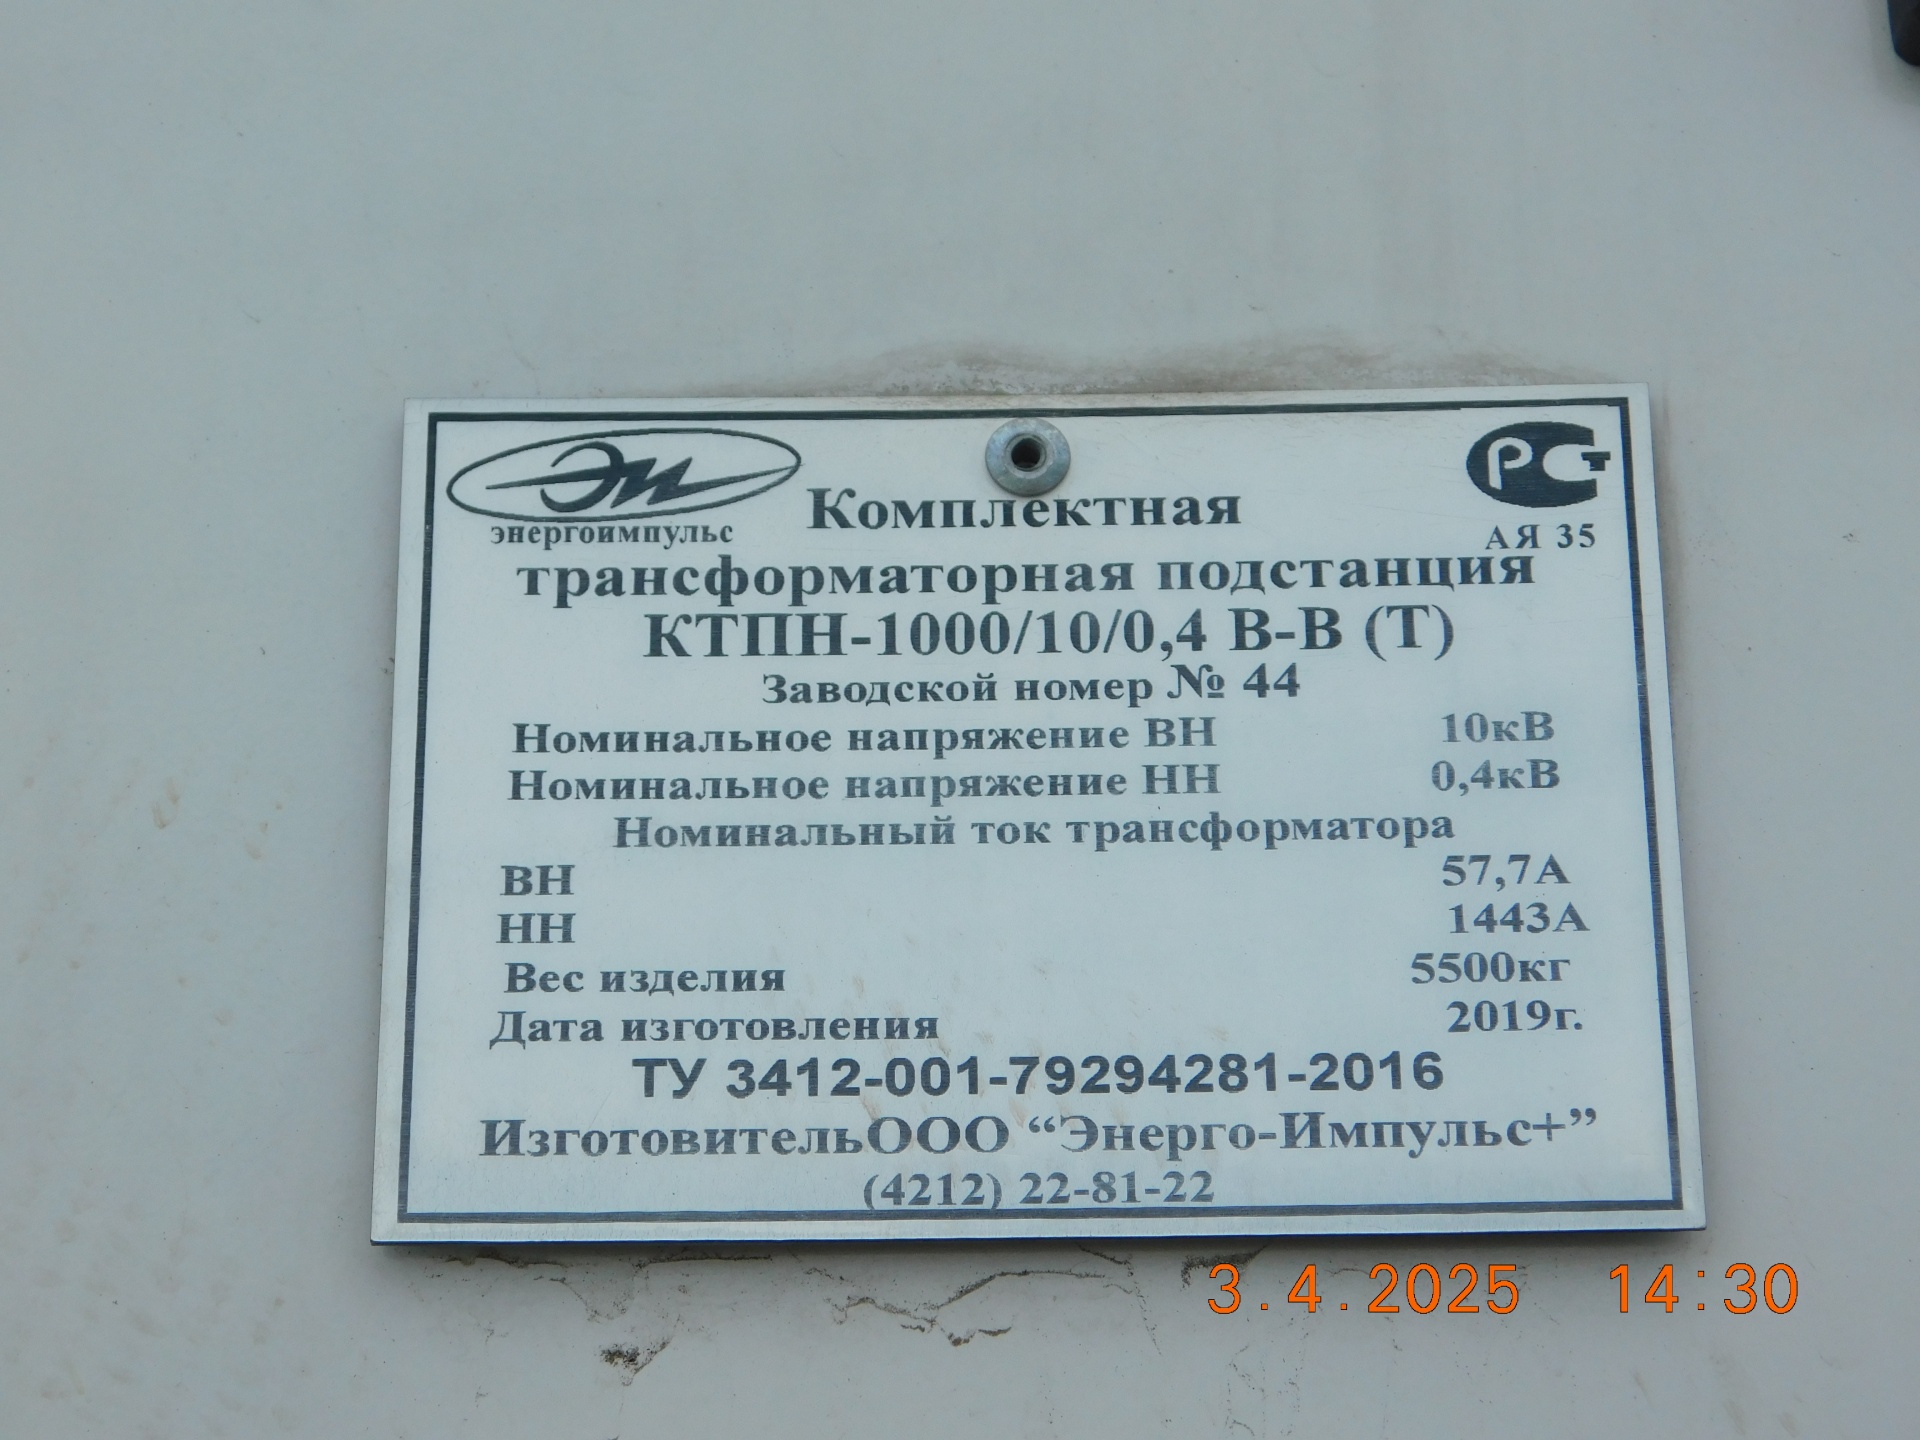 ЭИ
энергоимпульс
РСТ
АЯ 35
Комплектная
трансформаторная подстанция
КТПН-1000/10/0,4 В-В (Т)
Заводской номер № 44
Номинальное напряжение ВН 10кВ
Номинальное напряжение НН 0,4кВ
Номинальный ток трансформатора
ВН 57,7А
НН 1443А
Вес изделия 5500кг
Дата изготовления 2019г.
ТУ 3412-001-79294281-2016
ИзготовительООО “Энерго-Импульс+”
(4212) 22-81-22
3.4.2025 14:30